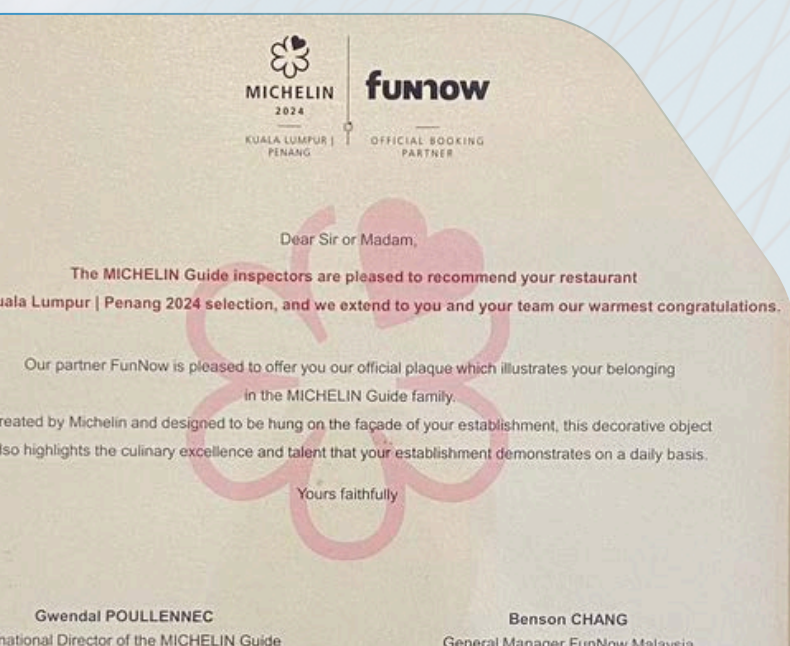 MICHELIN
2024
KUALA LUMPUR |
PENANG
FUNNOW
OFFICIAL BOOKING
PARTNER
Dear Sir or Madam,
The MICHELIN Guide inspectors are pleased to recommend your restaurant
uala Lumpur | Penang 2024 selection, and we extend to you and your team our warmest congratulations.
Our partner FunNow is pleased to offer you our official plaque which illustrates your belonging
in the MICHELIN Guide family.
reated by Michelin and designed to be hung on the façade of your establishment, this decorative object
lso highlights the culinary excellence and talent that your establishment demonstrates on a daily basis.
Yours faithfully
Gwendal POULLENNEC
national Director of the MICHELIN Guide
Benson CHANG
General Manager FunNow Malaysia